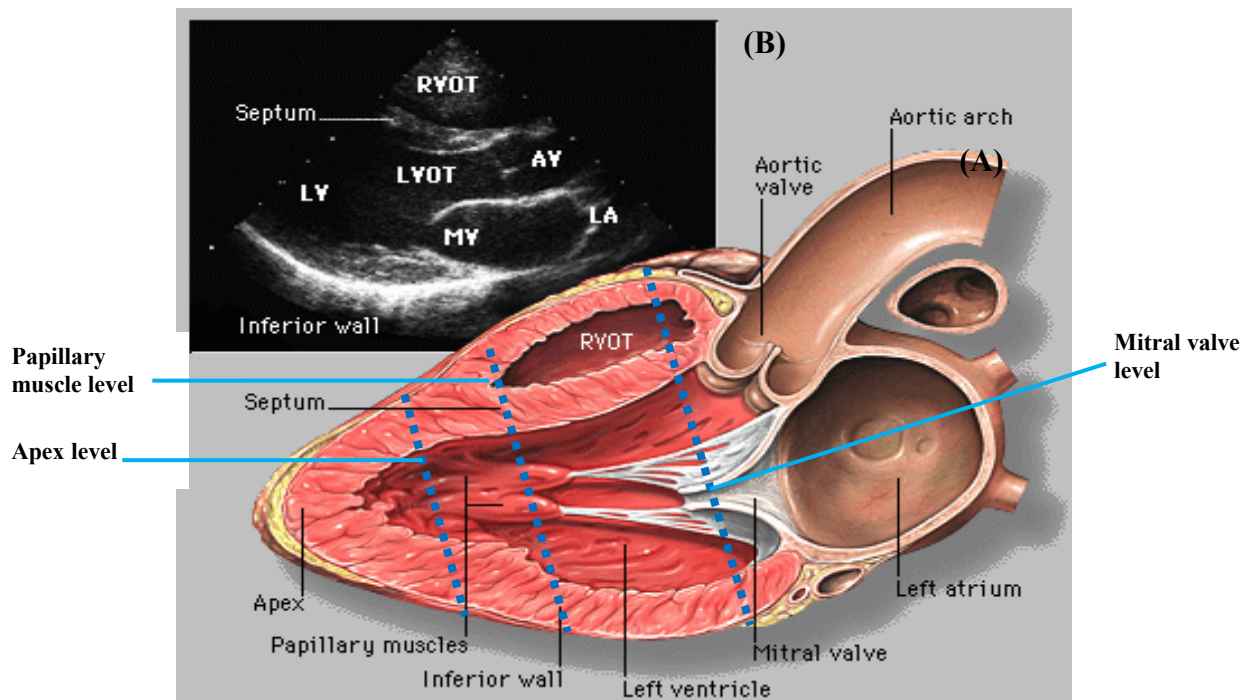 (B)
RVOT
Septum
AV
LVOT
LV
LA
MV
Inferior wall
Aortic arch
(A)
Aortic
valve
Papillary
muscle level
RVOT
Mitral valve
level
Septum
Apex level
Apex
Left atrium
Papillary muscles
Mitral valve
Inferior wall
Left ventricle